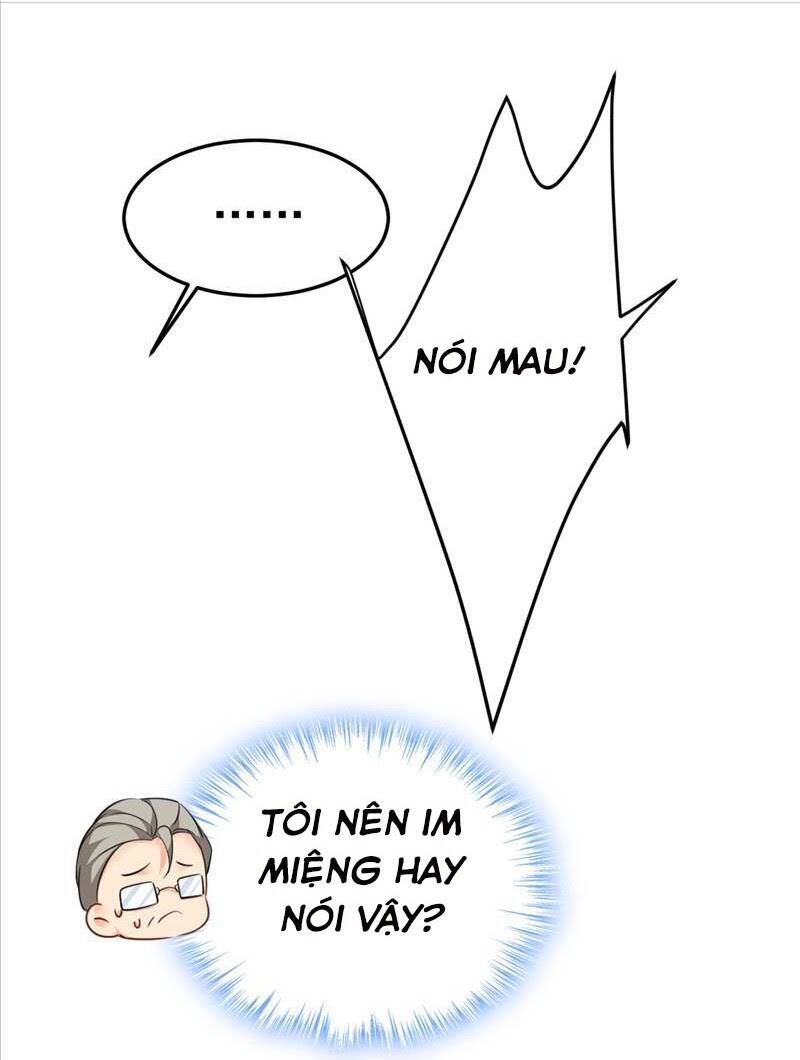 ......
NÓI MAU!
TÔI NÊN IM
MIỆNG HAY
NÓI VẬY?